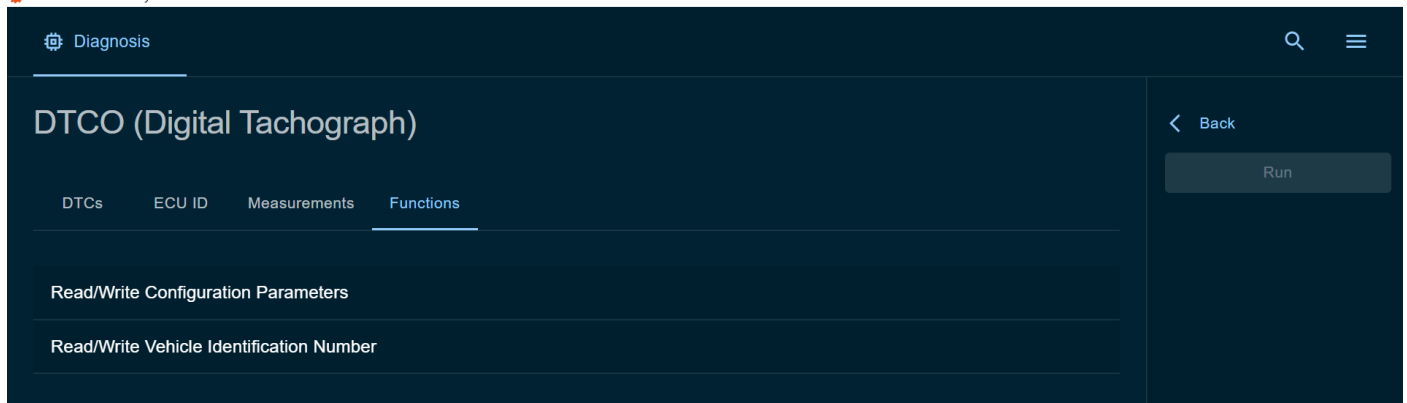 Diagnosis
DTCO (Digital Tachograph)
Back
Run
DTCs ECU ID Measurements Functions
Read/Write Configuration Parameters
Read/Write Vehicle Identification Number